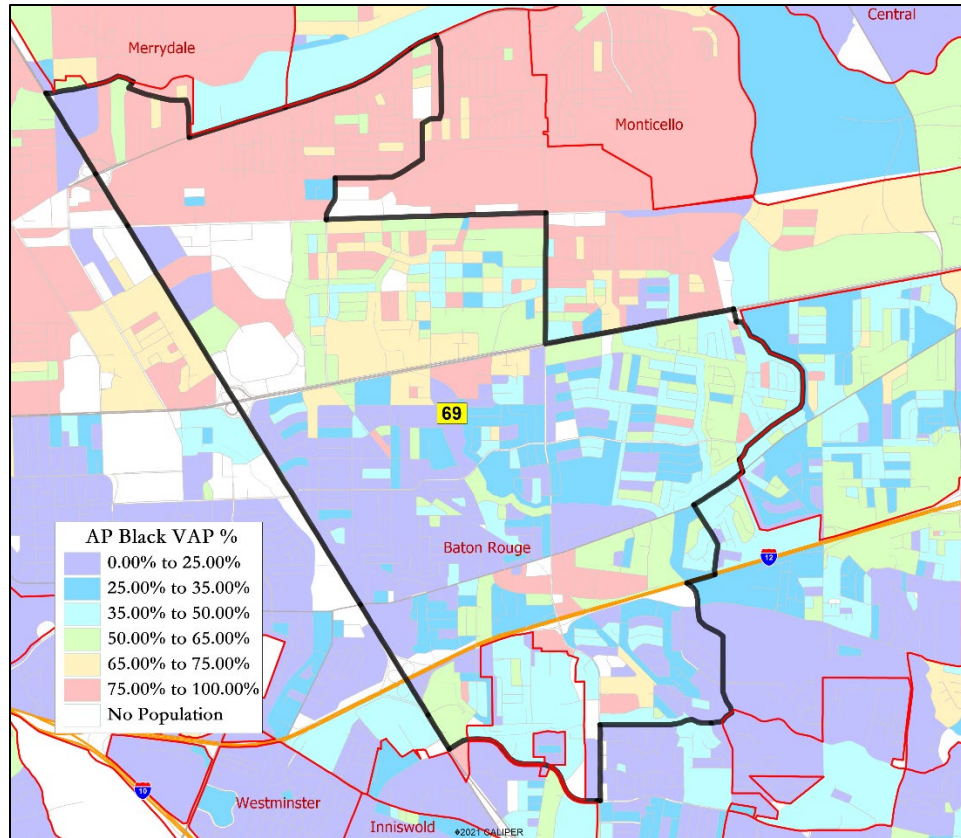 Central
Merrydale
Monticello
69
Baton Rouge
12
AP Black VAP %
0.00% to 25.00%
25.00% to 35.00%
35.00% to 50.00%
50.00% to 65.00%
65.00% to 75.00%
75.00% to 100.00%
No Population
10
Westminster
Inniswold
©2021 CALIPER